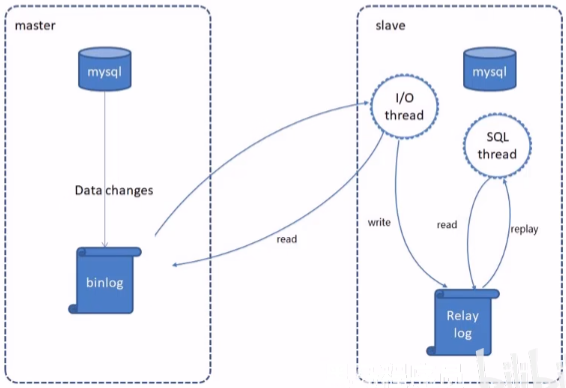 master
slave
mysql
mysql
I/O
thread
SQL
thread
Data changes
write
read
replay
read
binlog
Relay
log